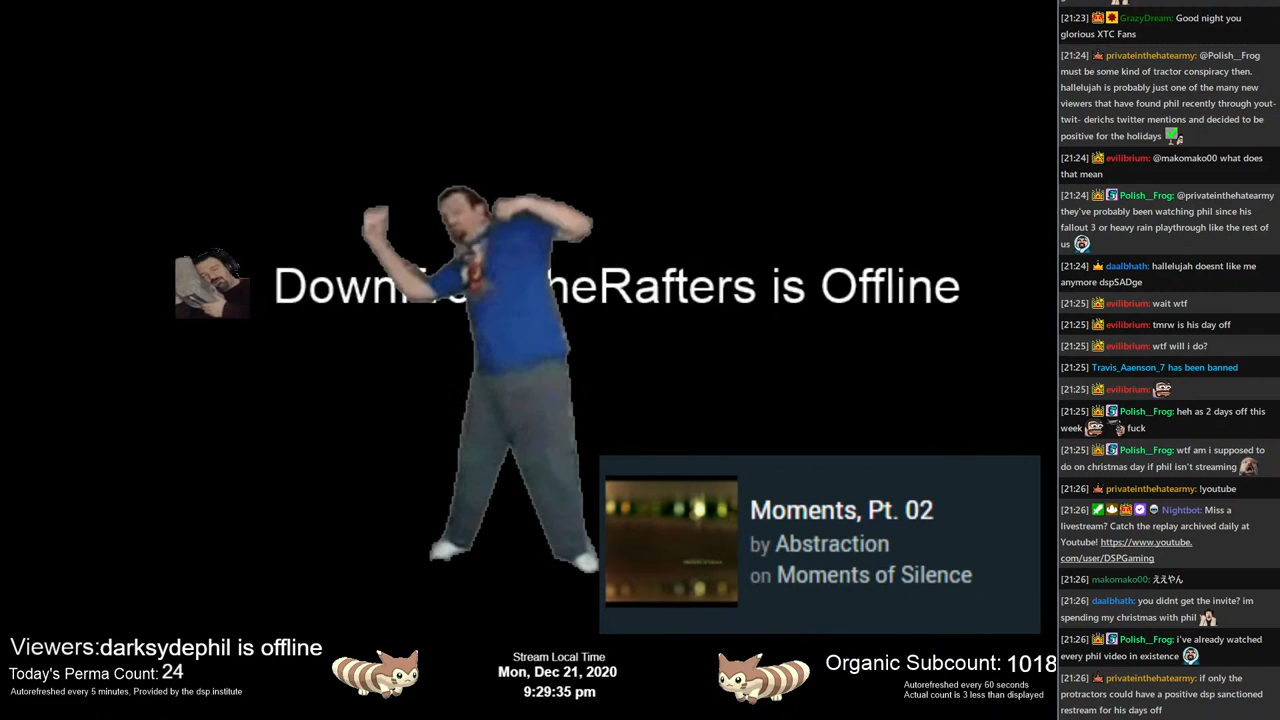 DownF heRafters is Offline
Moments, Pt. 02
by Abstraction
on Moments of Silence
Viewers:darksydephil is offline
Today's Perma Count: 24
Autorefreshed every 5 minutes, Provided by the dsp institute
Stream Local Time
Mon, Dec 21, 2020
9:29:35 pm
Organic Subcount: 1018
Autorefreshed every 60 seconds
Actual count is 3 less than displayed
[21:23] GrazyDream: Good night you
glorious XTC Fans
[21:24] privateinthehatearmy: @Polish__Frog
must be some kind of tractor conspiracy then.
hallelujah is probably just one of the many new
viewers that have found phil recently through yout-
twit- derichs twitter mentions and decided to be
positive for the holidays
[21:24] evilibrium: @makomako00 what does
that mean
[21:24] Polish__Frog: @privateinthehatearmy
they've probably been watching phil since his
fallout 3 or heavy rain playthrough like the rest of
us
[21:24] daalbhath: hallelujah doesnt like me
anymore dspSADge
[21:25] evilibrium: wait wtf
[21:25] evilibrium: tmrw is his day off
[21:25] evilibrium: wtf will i do?
[21:25] Travis_Aaenson_7 has been banned
[21:25] evilibrium:
[21:25] Polish__Frog: heh as 2 days off this
week fuck
[21:25] Polish__Frog: wtf am i supposed to
do on christmas day if phil isn't streaming
[21:26] privateinthehatearmy: !youtube
[21:26] Nightbot: Miss a
livestream? Catch the replay archived daily at
Youtube! https://www.youtube.
com/user/DSPGaming
[21:26] makomako00: ええやん
[21:26] daalbhath: you didnt get the invite? im
spending my christmas with phil
[21:26] Polish__Frog: i've already watched
every phil video in existence
[21:26] privateinthehatearmy: if only the
protractors could have a positive dsp sanctioned
restream for his days off